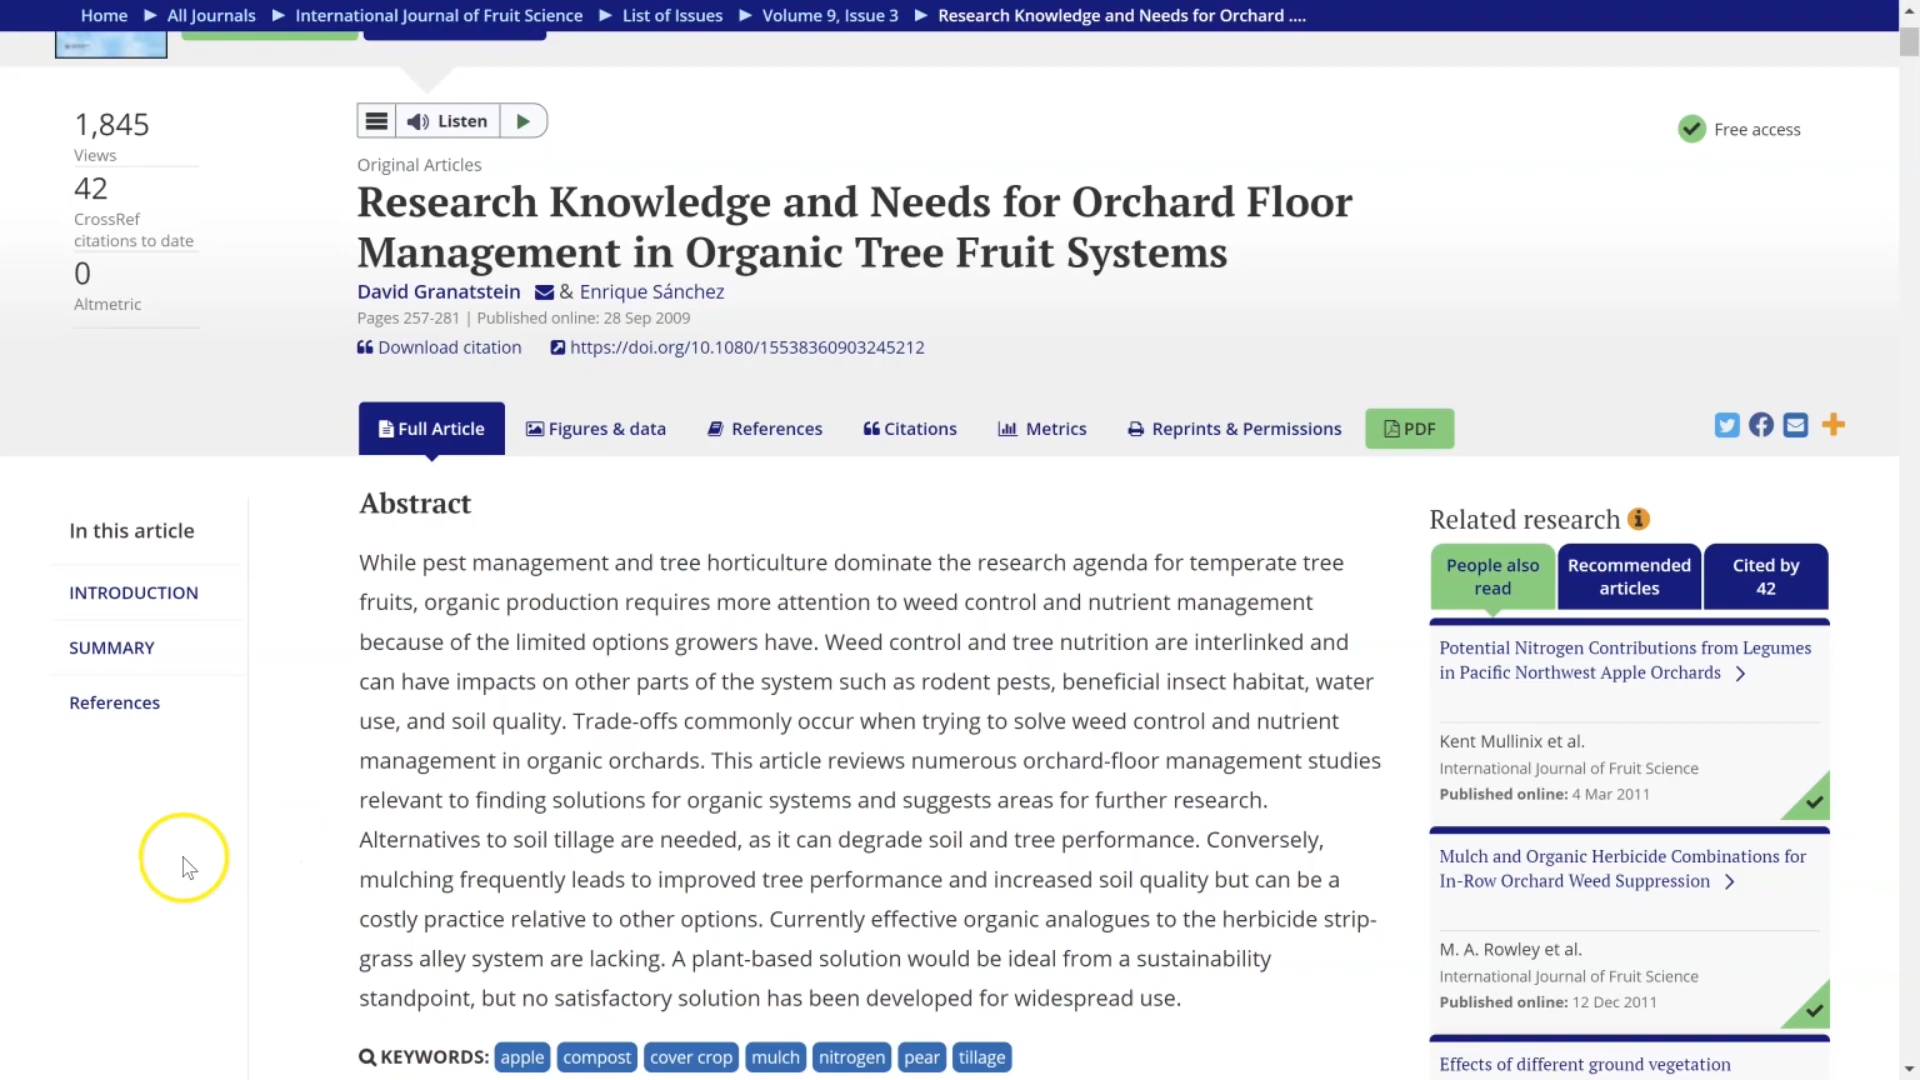 Home ▶ All Journals ▶ International Journal of Fruit Science ▶ List of Issues ▶ Volume 9, Issue 3 ▶ Research Knowledge and Needs for Orchard ....
1,845
Views
42
CrossRef
citations to date
0
Altmetric
Listen
Free access
Original Articles
Research Knowledge and Needs for Orchard Floor
Management in Organic Tree Fruit Systems
David Granatstein & Enrique Sánchez
Pages 257-281 | Published online: 28 Sep 2009
Download citation https://doi.org/10.1080/15538360903245212
Full Article Figures & data References Citations Metrics Reprints & Permissions PDF
In this article
INTRODUCTION
SUMMARY
References
Abstract
While pest management and tree horticulture dominate the research agenda for temperate tree
fruits, organic production requires more attention to weed control and nutrient management
because of the limited options growers have. Weed control and tree nutrition are interlinked and
can have impacts on other parts of the system such as rodent pests, beneficial insect habitat, water
use, and soil quality. Trade-offs commonly occur when trying to solve weed control and nutrient
management in organic orchards. This article reviews numerous orchard-floor management studies
relevant to finding solutions for organic systems and suggests areas for further research.
Alternatives to soil tillage are needed, as it can degrade soil and tree performance. Conversely,
mulching frequently leads to improved tree performance and increased soil quality but can be a
costly practice relative to other options. Currently effective organic analogues to the herbicide strip-
grass alley system are lacking. A plant-based solution would be ideal from a sustainability
standpoint, but no satisfactory solution has been developed for widespread use.
KEYWORDS: apple compost cover crop mulch nitrogen pear tillage
Related research
People also
read
Recommended
articles
Cited by
42
Potential Nitrogen Contributions from Legumes
in Pacific Northwest Apple Orchards
Kent Mullinix et al.
International Journal of Fruit Science
Published online: 4 Mar 2011
Mulch and Organic Herbicide Combinations for
In-Row Orchard Weed Suppression
M. A. Rowley et al.
International Journal of Fruit Science
Published online: 12 Dec 2011
Effects of different ground vegetation